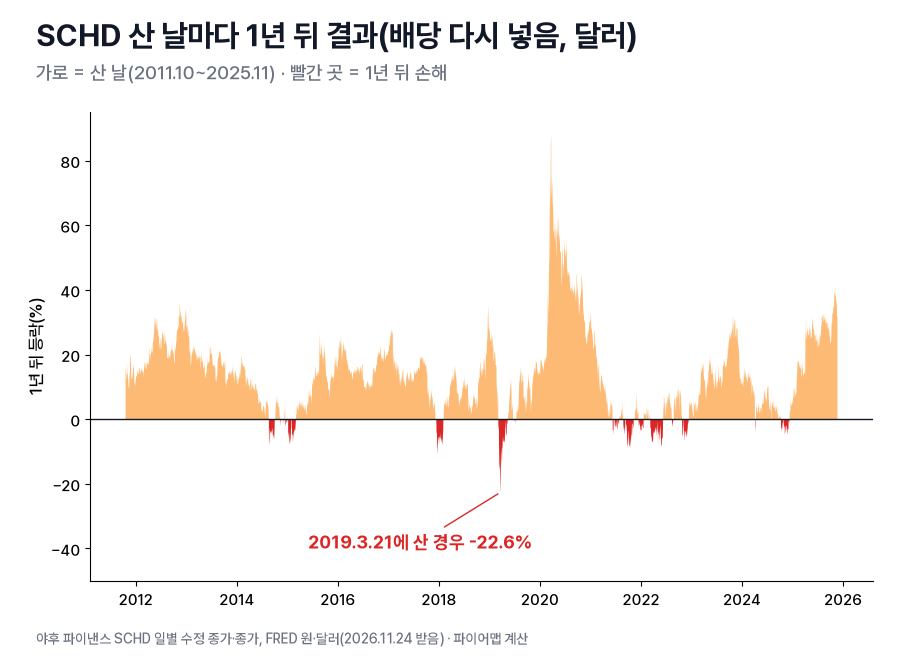 SCHD 산 날마다 1년 뒤 결과(배당 다시 넣음, 달러)
가로 = 산 날(2011.10~2025.11) · 빨간 곳 = 1년 뒤 손해
1년 뒤 등락(%)
80
60
40
20
0
−20
−40
2019.3.21에 산 경우 -22.6%
2012 2014 2016 2018 2020 2022 2024 2026
야후 파이낸스 SCHD 일별 수정 종가·종가, FRED 원·달러(2026.11.24 받음) · 파이어맵 계산